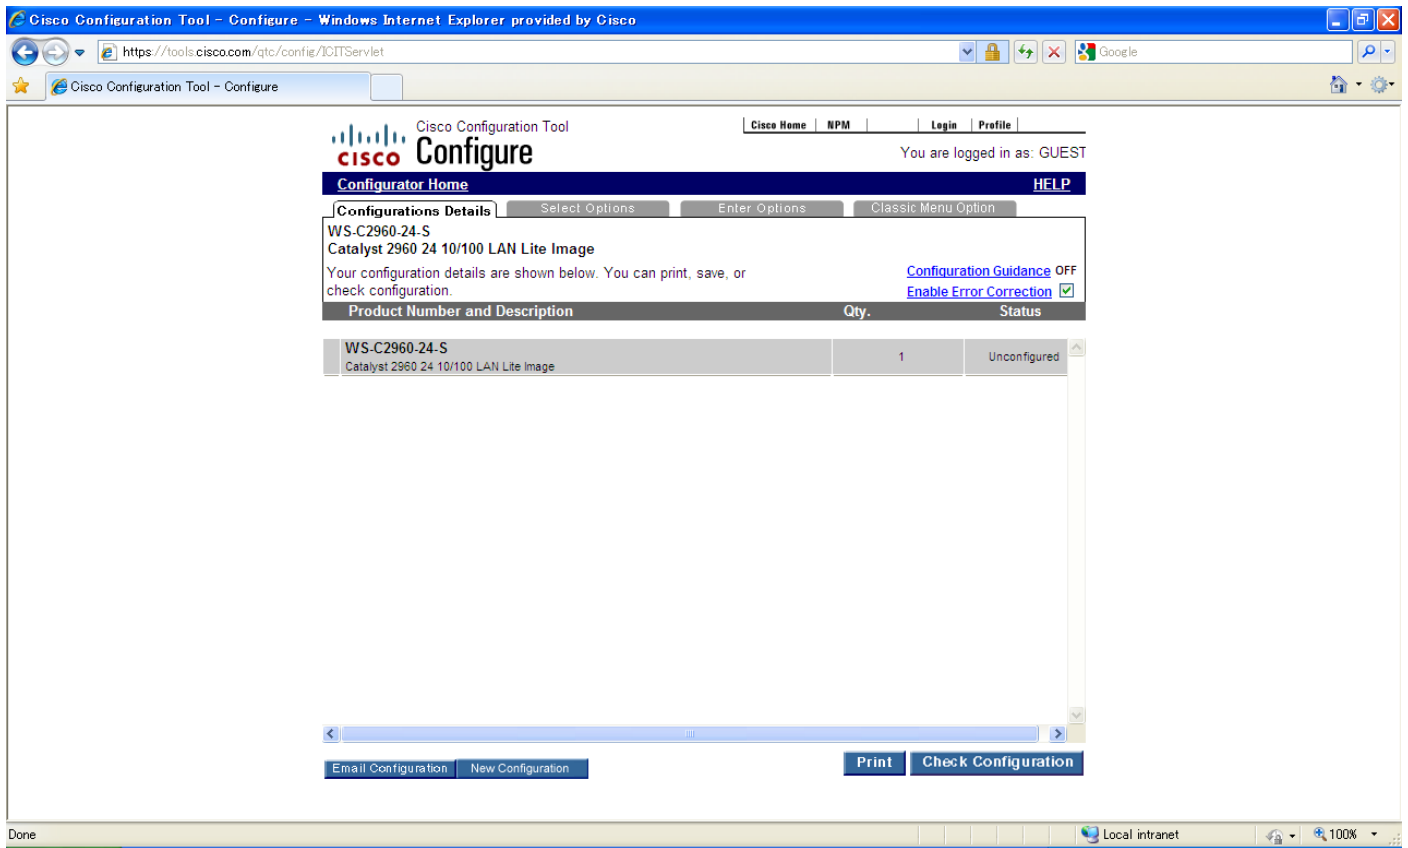 Cisco Configuration Tool - Configure - Windows Internet Explorer provided by Cisco
https://tools.cisco.com/qtc/config/ICITServlet
Google
Cisco Configuration Tool - Configure
CISCO
Cisco Configuration Tool
Configure
Cisco Home NPM Login Profile
You are logged in as: GUEST
Configurator Home HELP
Configurations Details Select Options Enter Options Classic Menu Option
WS-C2960-24-S
Catalyst 2960 24 10/100 LAN Lite Image
Your configuration details are shown below. You can print, save, or
check configuration.
Configuration Guidance OFF
Enable Error Correction
Product Number and Description Qty. Status
WS-C2960-24-S
Catalyst 2960 24 10/100 LAN Lite Image
1 Unconfigured
Email Configuration New Configuration Print Check Configuration
Done Local intranet 100%